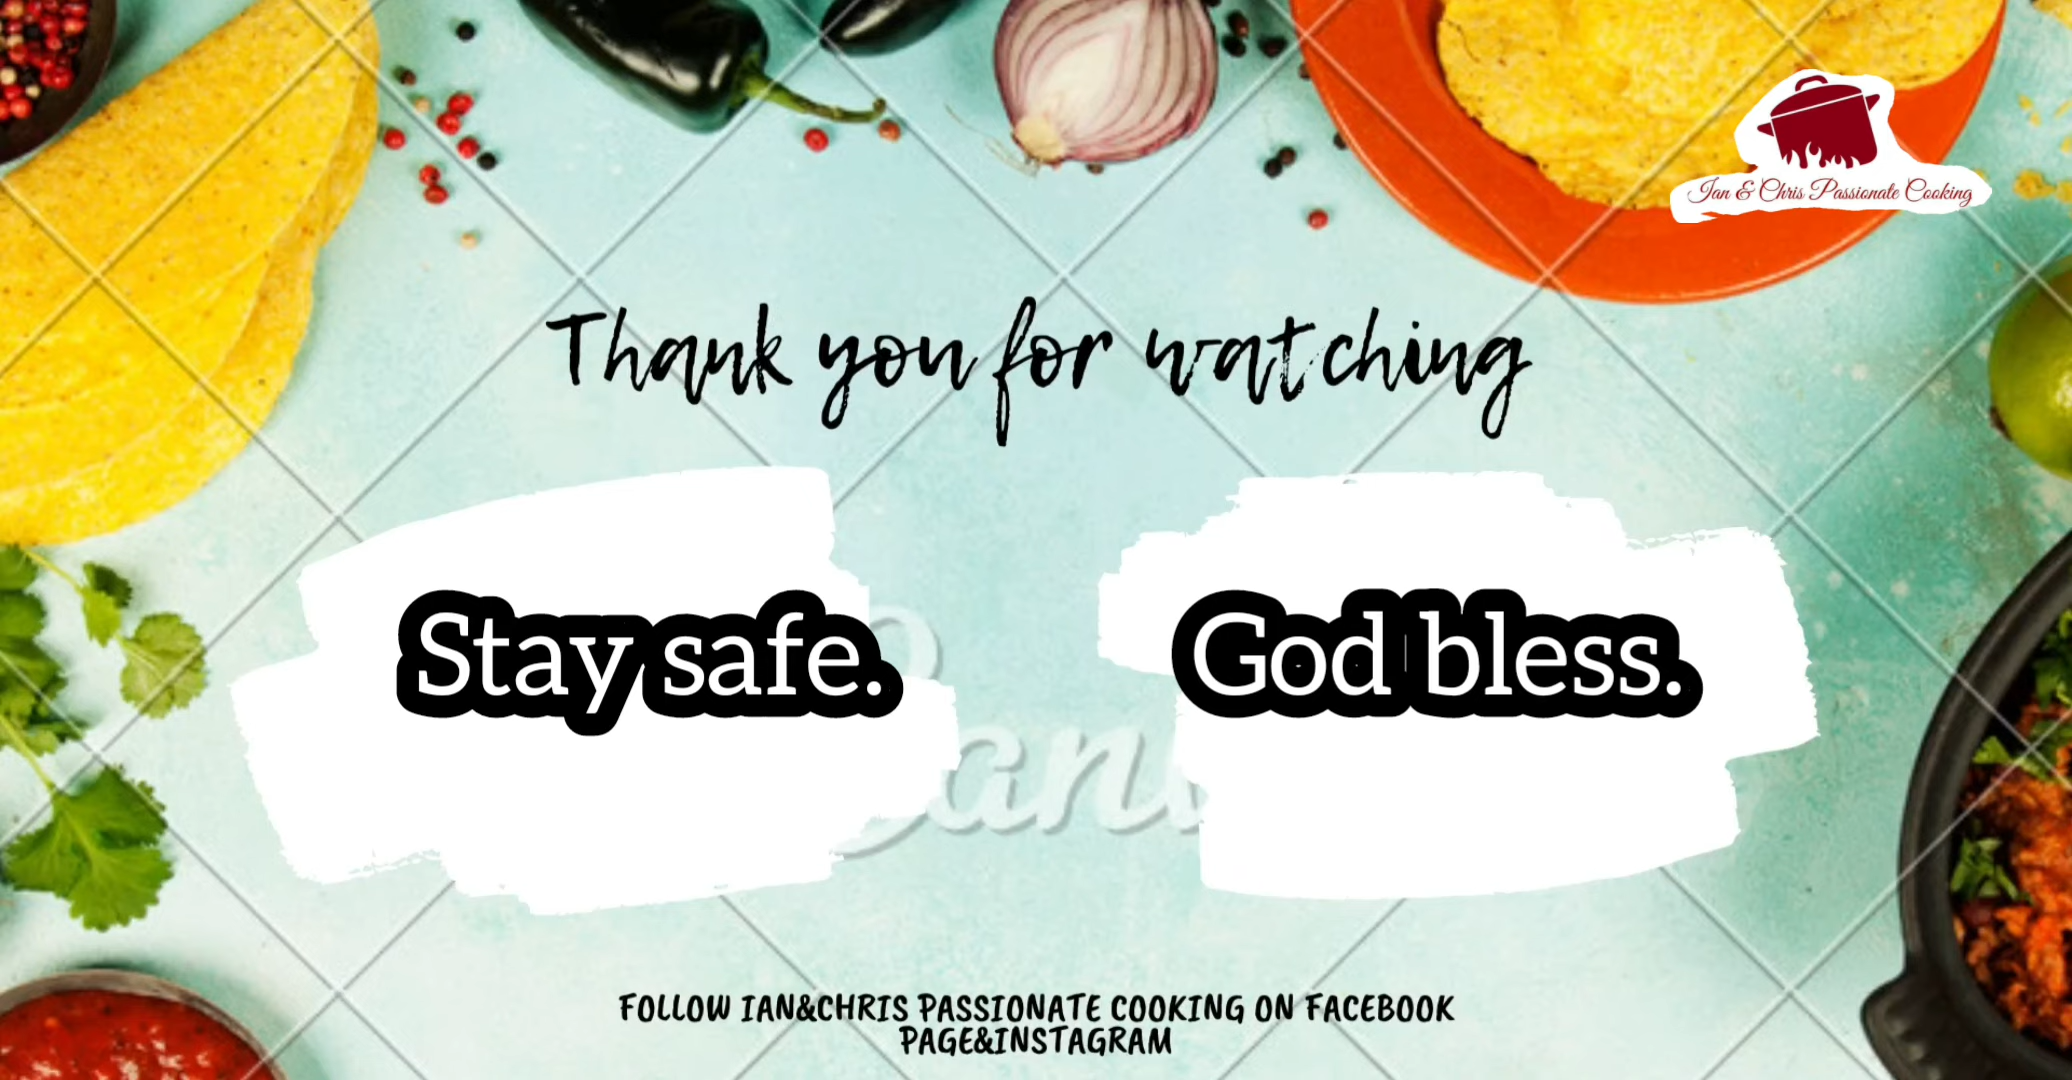 Ian & Chris Passionate Cooking
Thank you for watching
Stay safe.
God bless.
FOLLOW IAN&CHRIS PASSIONATE COOKING ON FACEBOOK
PAGE&INSTAGRAM